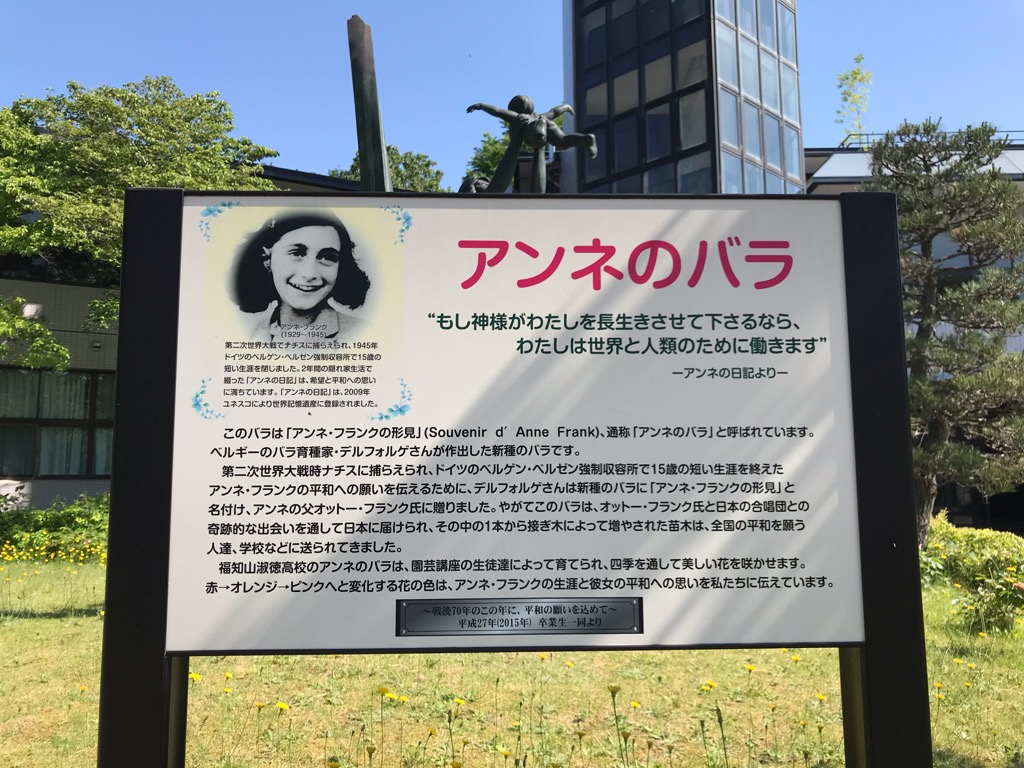 アンネ・フランク
(1929〜1945)
第二次世界大戦でナチスに捕らえられ、1945年
ドイツのベルゲン・ベルゼン強制収容所で15歳の
短い生涯を閉じました。2年間の隠れ家生活で
綴った「アンネの日記」は、希望と平和への思い
に満ちています。「アンネの日記」は、2009年
ユネスコにより世界記憶遺産に登録されました。
アンネのバラ
“もし神様がわたしを長生きさせて下さるなら、
わたしは世界と人類のために働きます”
ーアンネの日記よりー
このバラは「アンネ・フランクの形見」(Souvenir d' Anne Frank)、通称「アンネのバラ」と呼ばれています。
ベルギーのバラ育種家・デルフォルゲさんが作出した新種のバラです。
第二次世界大戦時ナチスに捕らえられ、ドイツのベルゲン・ベルゼン強制収容所で15歳の短い生涯を終えた
アンネ・フランクの平和への願いを伝えるために、デルフォルゲさんは新種のバラに「アンネ・フランクの形見」と
名付け、アンネの父オットー・フランク氏に贈りました。やがてこのバラは、オットー・フランク氏と日本の合唱団との
奇跡的な出会いを通して日本に届けられ、その中の1本から接ぎ木によって増やされた苗木は、全国の平和を願う
人達、学校などに送られてきました。
福知山淑徳高校のアンネのバラは、園芸講座の生徒達によって育てられ、四季を通して美しい花を咲かせます。
赤→オレンジ→ピンクへと変化する花の色は、アンネ・フランクの生涯と彼女の平和への思いを私たちに伝えています。
〜戦後70年のこの年に、平和の願いを込めて〜
平成27年(2015年) 卒業生一同より